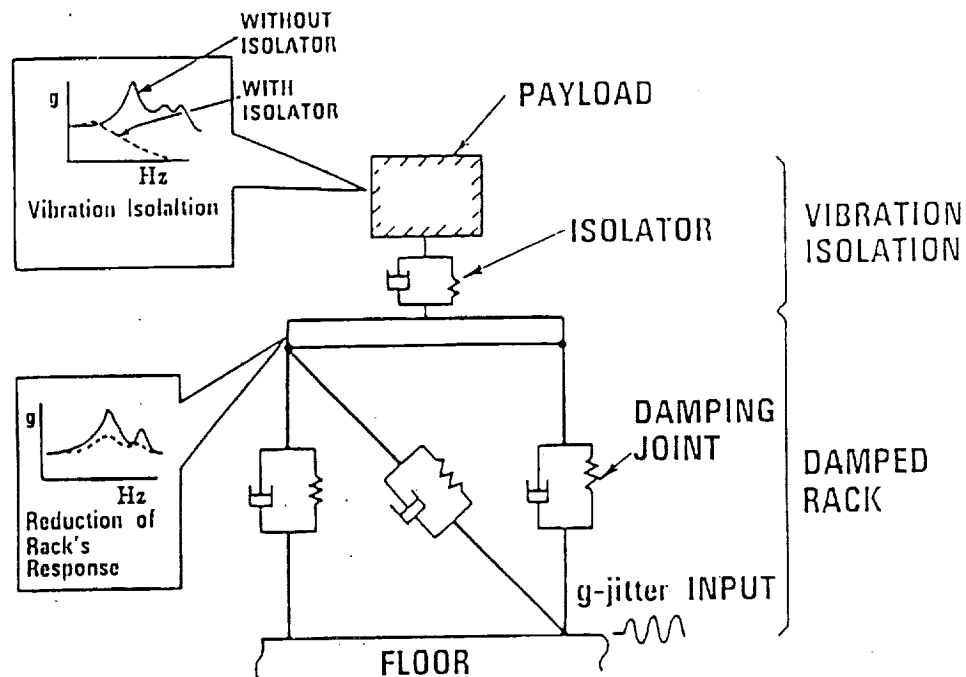 WITHOUT
ISOLATOR
g
WITH
ISOLATOR
Hz
Vibration Isolaltion
PAYLOAD
ISOLATOR
VIBRATION
ISOLATION
g
Hz
Reduction of
Rack's
Response
DAMPING
JOINT
DAMPED
RACK
g-jitter INPUT
FLOOR